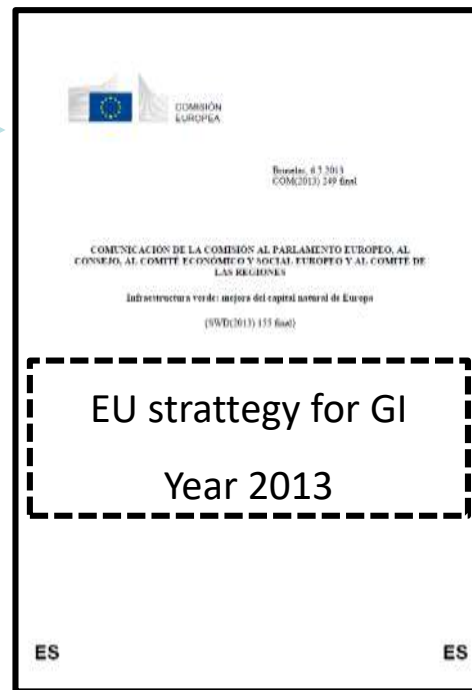 COMISIÓN
EUROPEA
Bruselas, 6.5.2013
COM(2013) 249 final
COMUNICACIÓN DE LA COMISIÓN AL PARLAMENTO EUROPEO, AL
CONSEJO, AL COMITÉ ECONÓMICO Y SOCIAL EUROPEO Y AL COMITÉ DE
LAS REGIONES
Infraestructura verde: mejora del capital natural de Europa
{SWD(2013) 155 final}
EU strattegy for GI
Year 2013
ES ES